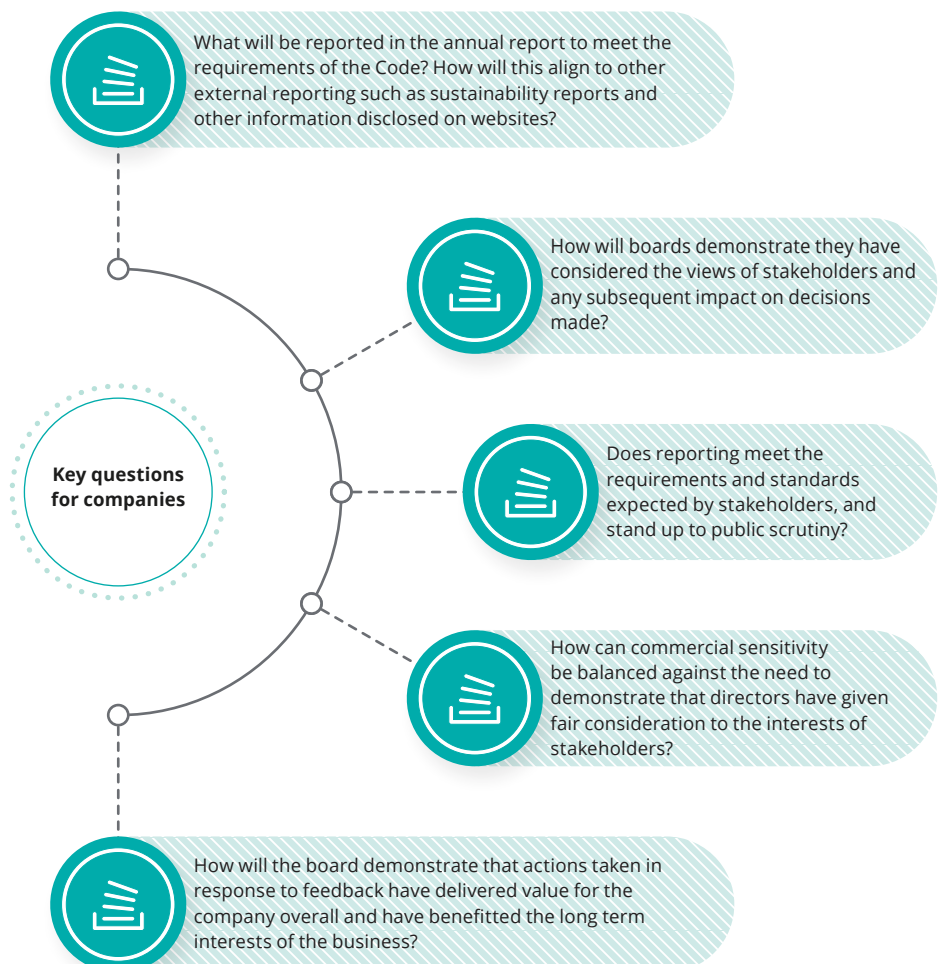 What will be reported in the annual report to meet the
requirements of the Code? How will this align to other
external reporting such as sustainability reports and
other information disclosed on websites?
How will boards demonstrate they have
considered the views of stakeholders and
any subsequent impact on decisions
made?
Key questions
for companies
Does reporting meet the
requirements and standards
expected by stakeholders, and
stand up to public scrutiny?
How can commercial sensitivity
be balanced against the need to
demonstrate that directors have given
fair consideration to the interests of
stakeholders?
How will the board demonstrate that actions taken in
response to feedback have delivered value for the
company overall and have benefitted the long term
interests of the business?